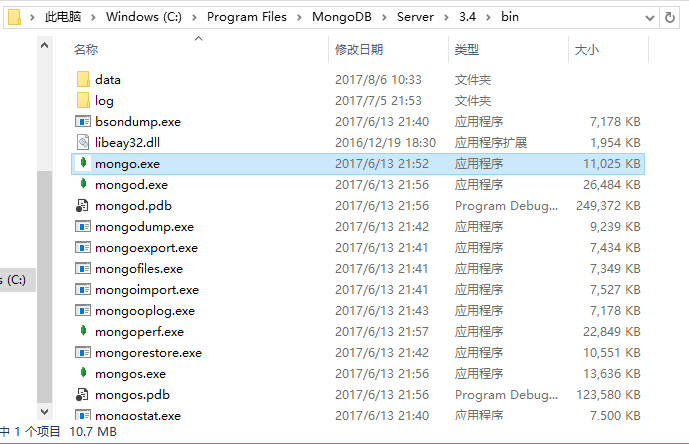 此电脑 > Windows (C:) > Program Files > MongoDB > Server > 3.4 > bin
名称 修改日期 类型 大小
data 2017/8/6 10:33 文件夹
log 2017/7/5 21:53 文件夹
bsondump.exe 2017/6/13 21:40 应用程序 7,178 KB
libeay32.dll 2016/12/19 18:30 应用程序扩展 1,954 KB
mongo.exe 2017/6/13 21:52 应用程序 11,025 KB
mongod.exe 2017/6/13 21:56 应用程序 26,484 KB
mongod.pdb 2017/6/13 21:56 Program Debug... 249,372 KB
mongodump.exe 2017/6/13 21:42 应用程序 9,239 KB
mongoexport.exe 2017/6/13 21:41 应用程序 7,434 KB
mongofiles.exe 2017/6/13 21:41 应用程序 7,349 KB
s (C:) mongoimport.exe 2017/6/13 21:41 应用程序 7,527 KB
mongooplog.exe 2017/6/13 21:43 应用程序 7,178 KB
mongoperf.exe 2017/6/13 21:57 应用程序 22,849 KB
mongorestore.exe 2017/6/13 21:42 应用程序 10,551 KB
mongos.exe 2017/6/13 21:56 应用程序 13,636 KB
mongos.pdb 2017/6/13 21:56 Program Debug... 123,580 KB
mongostat.exe 2017/6/13 21:40 应用程序 7,500 KB
中 1 个项目 10.7 MB